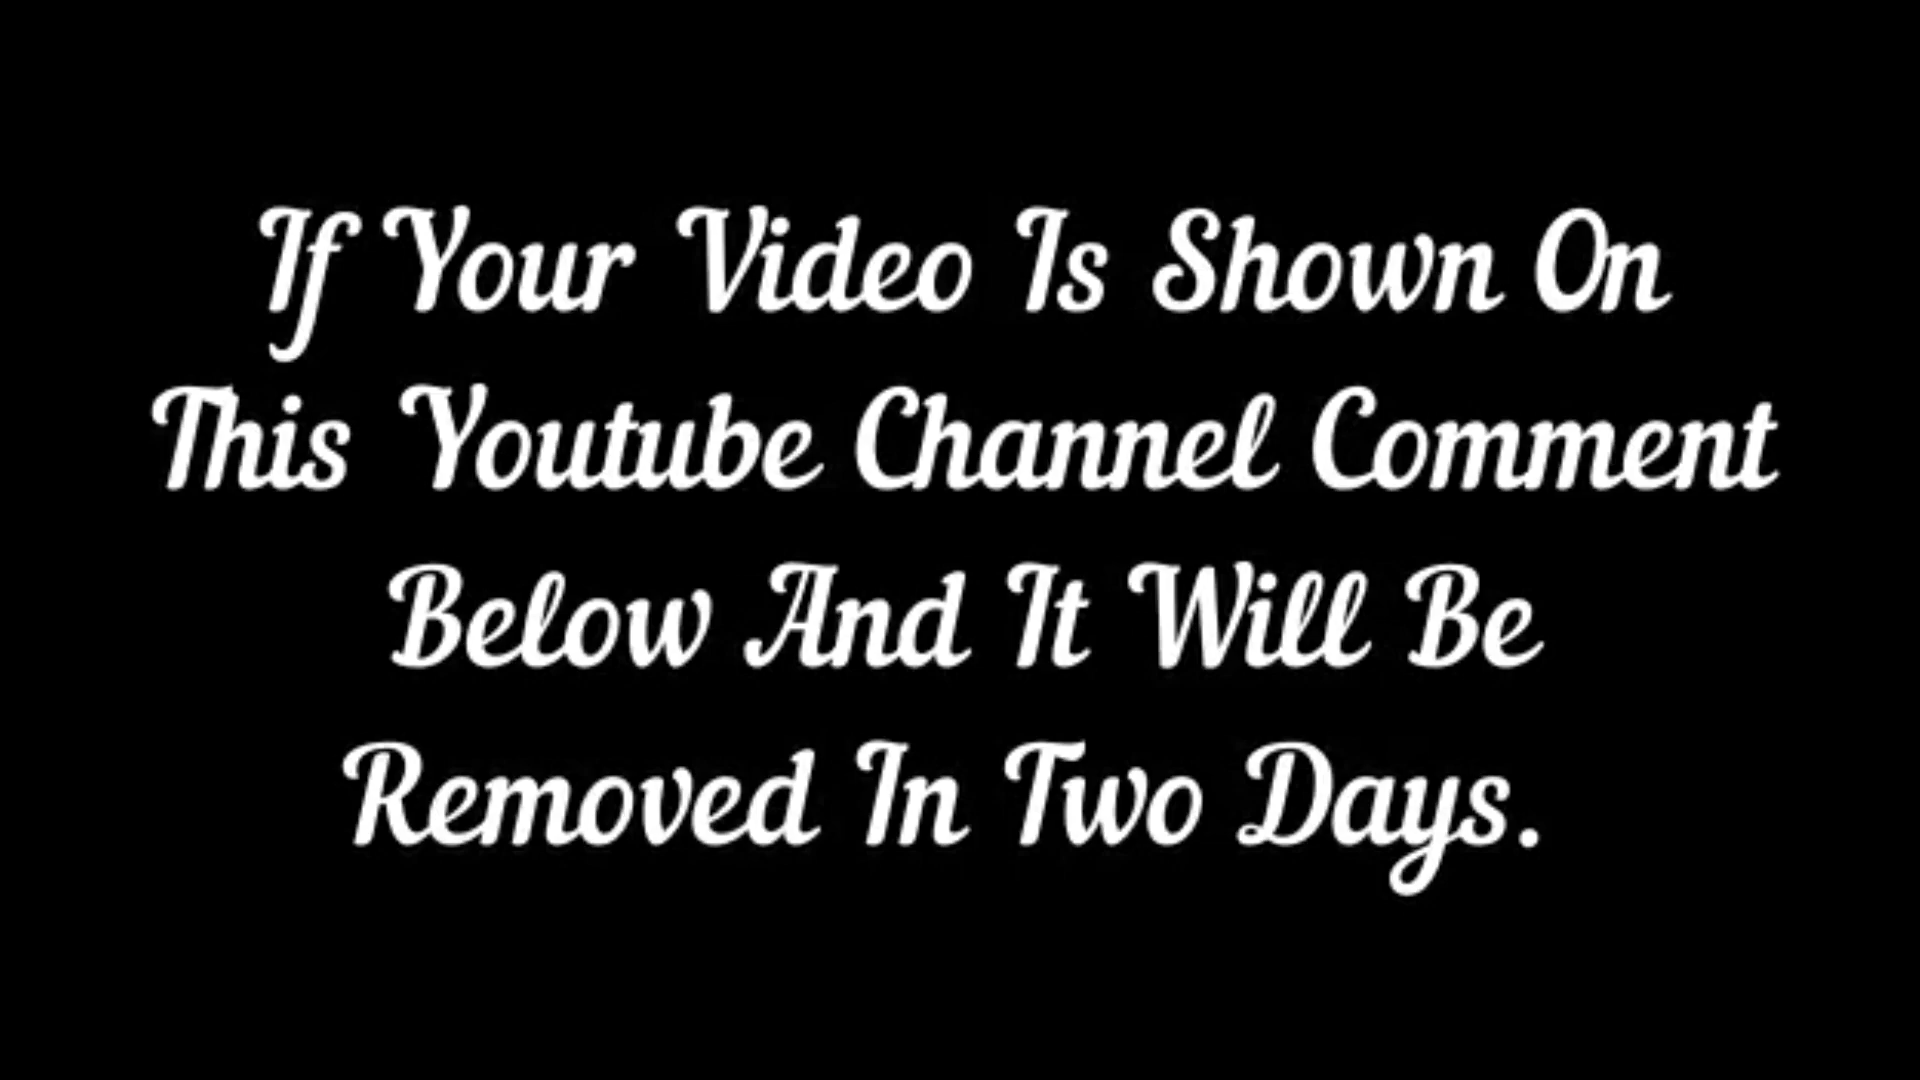 If Your Video Is Shown On
This Youtube Channel Comment
Below And It Will Be
Removed In Two Days.